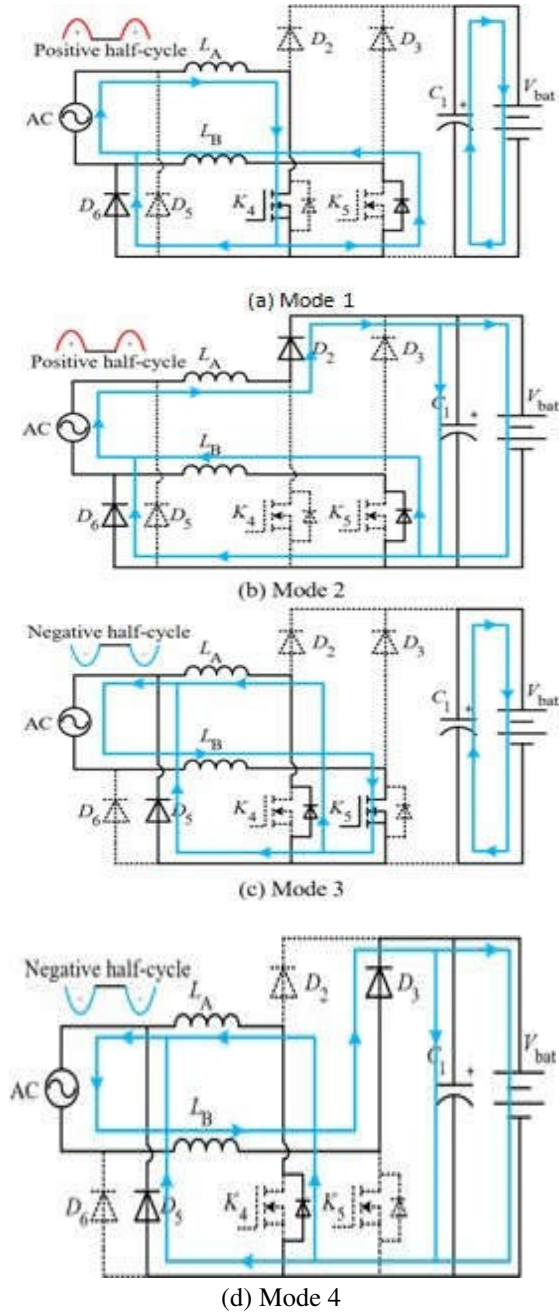 Positive half-cycle
L_A
D_2 D_3
AC
C_1 +
V_bat
L_B
D_6 D_5 K_4 K_5
(a) Mode 1
Positive half-cycle
L_A
D_2 D_3
AC
C_1 +
V_bat
L_B
D_6 D_5 K_4 K_5
(b) Mode 2
Negative half-cycle
L_A
D_2 D_3
AC
C_1 +
V_bat
L_B
D_6 D_5 K_4 K_5
(c) Mode 3
Negative half-cycle
L_A
D_2 D_3
AC
C_1 +
V_bat
L_B
D_6 D_5 K_4 K_5
(d) Mode 4